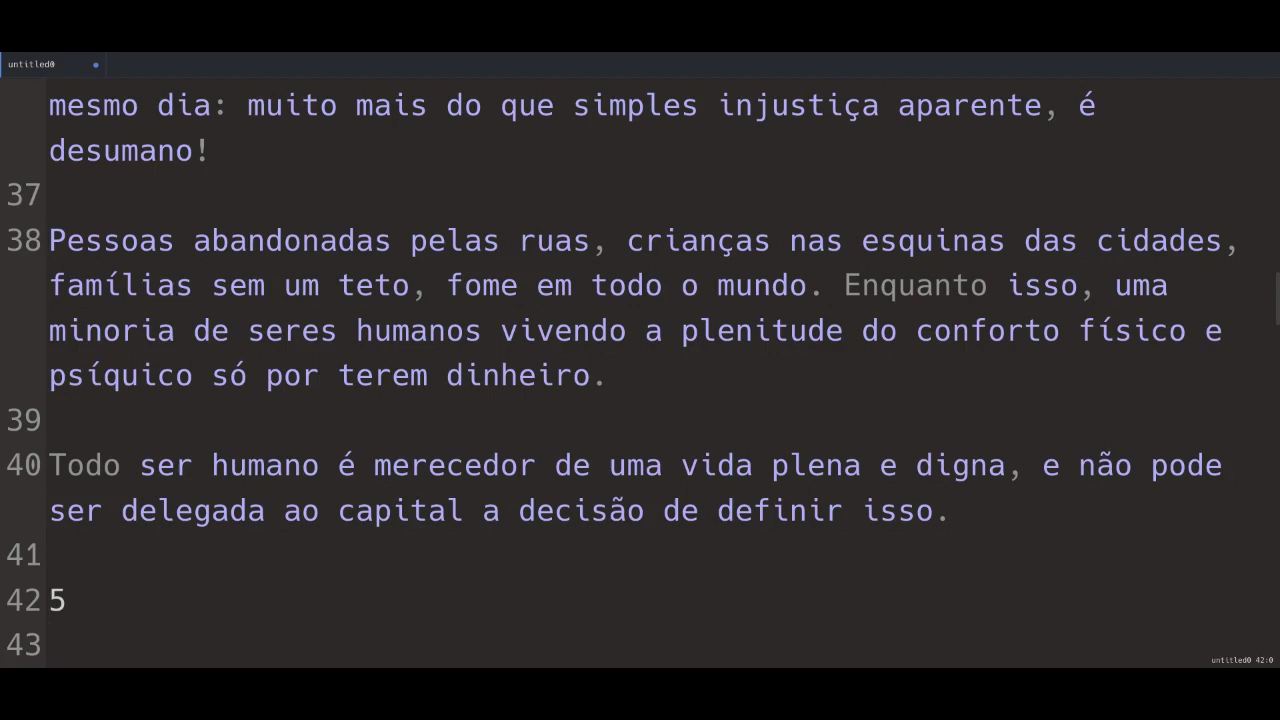 untitled0
mesmo dia: muito mais do que simples injustiça aparente, é
desumano!
37
38 Pessoas abandonadas pelas ruas, crianças nas esquinas das cidades,
famílias sem um teto, fome em todo o mundo. Enquanto isso, uma
minoria de seres humanos vivendo a plenitude do conforto físico e
psíquico só por terem dinheiro.
39
40 Todo ser humano é merecedor de uma vida plena e digna, e não pode
ser delegada ao capital a decisão de definir isso.
41
42 5
43
untitled0 42:0